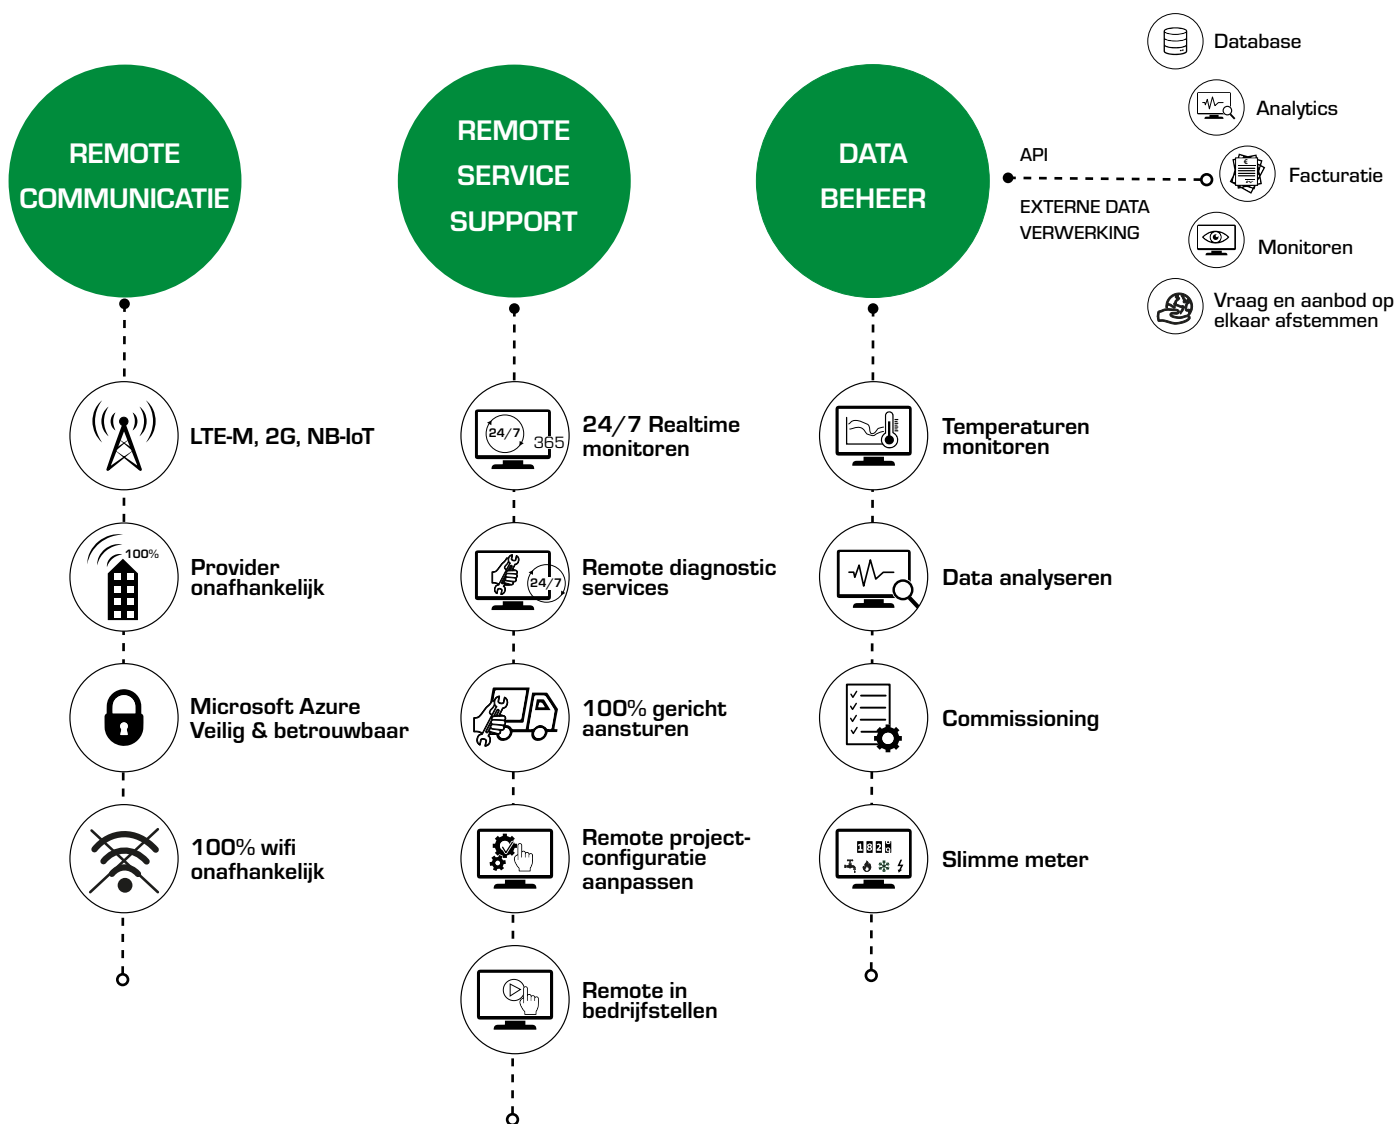 REMOTE
COMMUNICATIE
LTE-M, 2G, NB-IoT
100%
Provider
onafhankelijk
Microsoft Azure
Veilig & betrouwbaar
100% wifi
onafhankelijk
REMOTE
SERVICE
SUPPORT
24/7
365
24/7 Realtime
monitoren
24/7
Remote diagnostic
services
100% gericht
aansturen
Remote project-
configuratie
aanpassen
Remote in
bedrijfstellen
DATA
BEHEER
API
EXTERNE DATA
VERWERKING
Database
Analytics
Facturatie
Monitoren
Vraag en aanbod op
elkaar afstemmen
Temperaturen
monitoren
Data analyseren
Commissioning
Slimme meter